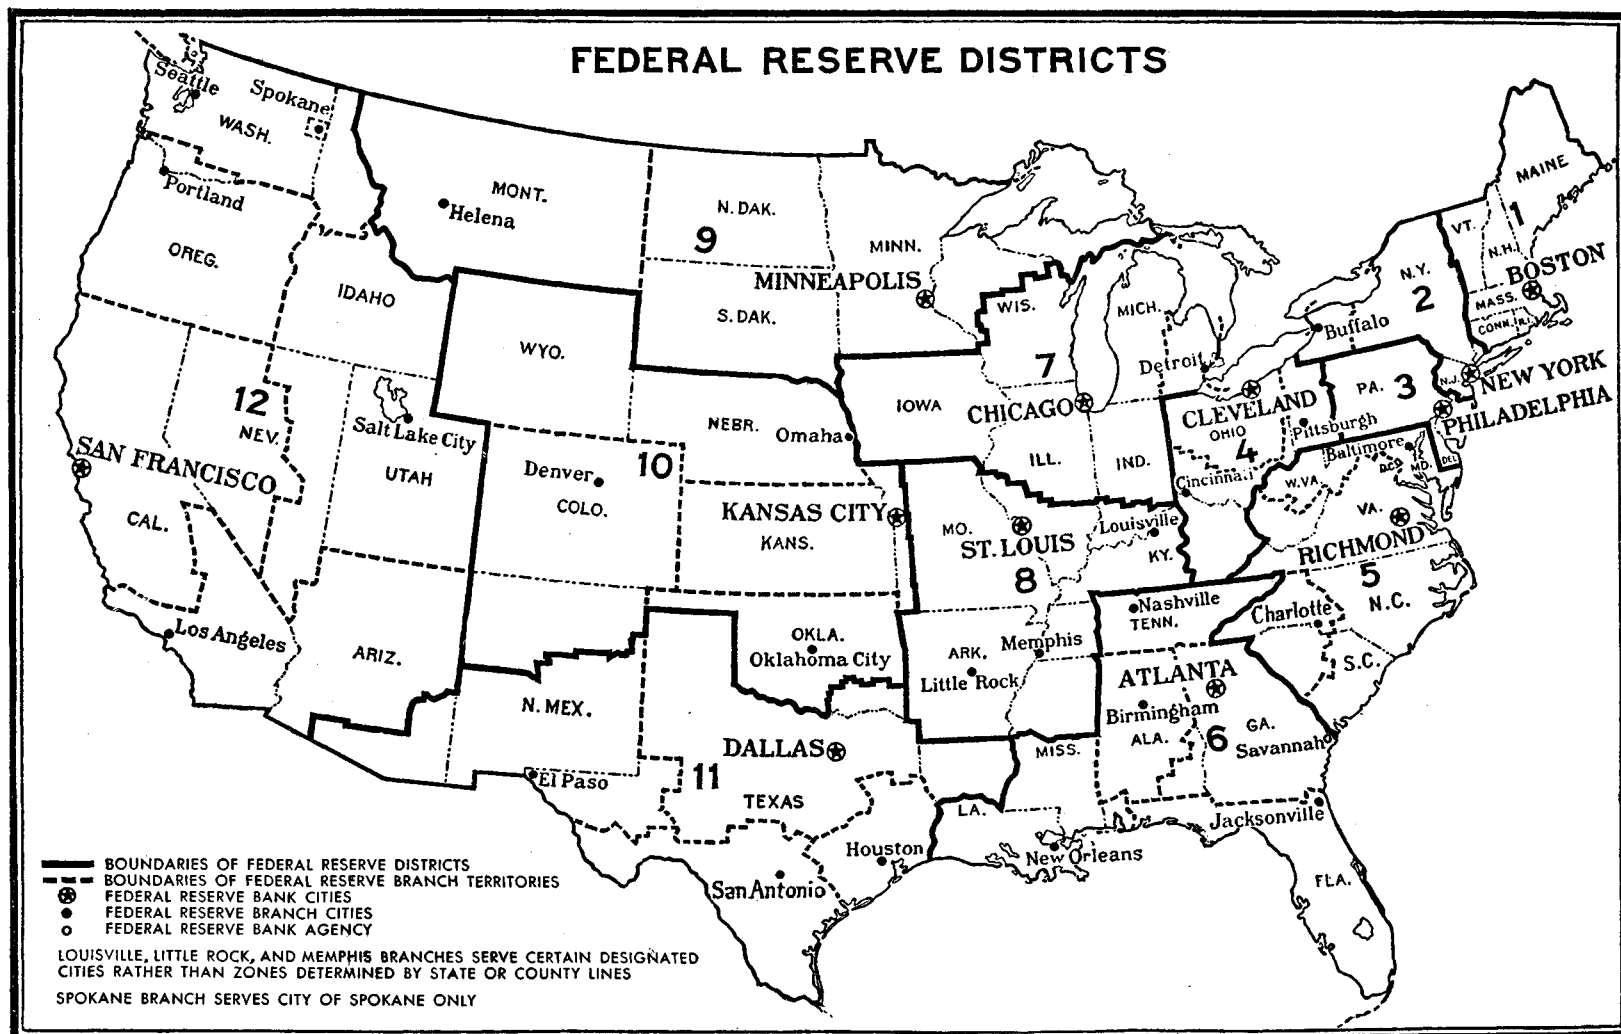 FEDERAL RESERVE DISTRICTS
Seattle
Spokane
WASH.
Portland
OREG.
MONT.
Helena
IDAHO
N. DAK.
9
MINN.
MINNEAPOLIS
S. DAK.
WYO.
WIS.
MICH.
7
Detroit
MAINE
VT.
1
N.H.
BOSTON
N.Y.
2
MASS.
CONN.
R.I.
Buffalo
NEW YORK
N.J.
PA.
3
PHILADELPHIA
IOWA
CHICAGO
CLEVELAND
OHIO
4
Pittsburgh
Baltimore
D.C.
MD.
DEL.
12
NEV.
Salt Lake City
SAN FRANCISCO
UTAH
CAL.
NEBR.
Omaha
Denver
10
COLO.
KANSAS CITY
KANS.
ILL.
IND.
Cincinnati
W.VA.
VA.
RICHMOND
5
MO.
ST. LOUIS
8
Louisville
KY.
N.C.
Los Angeles
ARIZ.
N. MEX.
OKLA.
Oklahoma City
ARK.
Memphis
Little Rock
Nashville
TENN.
Charlotte
S.C.
ATLANTA
Birmingham
ALA.
6
GA.
Savannah
MISS.
DALLAS
11
El Paso
TEXAS
LA.
Jacksonville
Houston
New Orleans
San Antonio
FLA.
BOUNDARIES OF FEDERAL RESERVE DISTRICTS
BOUNDARIES OF FEDERAL RESERVE BRANCH TERRITORIES
FEDERAL RESERVE BANK CITIES
FEDERAL RESERVE BRANCH CITIES
FEDERAL RESERVE BANK AGENCY
LOUISVILLE, LITTLE ROCK, AND MEMPHIS BRANCHES SERVE CERTAIN DESIGNATED
CITIES RATHER THAN ZONES DETERMINED BY STATE OR COUNTY LINES
SPOKANE BRANCH SERVES CITY OF SPOKANE ONLY